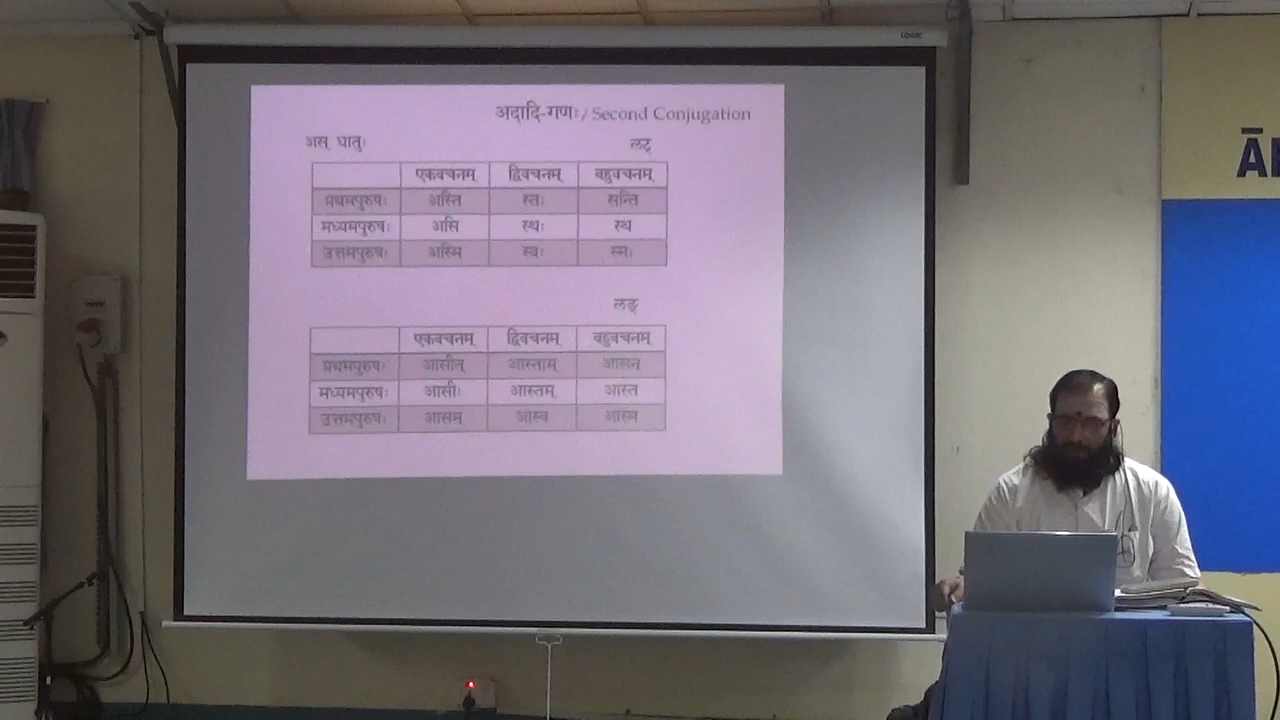 LOGIC
अदादि-गणः / Second Conjugation
अस् धातुः लट्
एकवचनम् द्विवचनम् बहुवचनम्
प्रथमपुरुषः अस्ति स्तः सन्ति
मध्यमपुरुषः असि स्थः स्थ
उत्तमपुरुषः अस्मि स्वः स्मः
लङ्
एकवचनम् द्विवचनम् बहुवचनम्
प्रथमपुरुषः आसीत् आस्ताम् आसन्
मध्यमपुरुषः आसीः आस्तम् आस्त
उत्तमपुरुषः आसम् आस्व आस्म